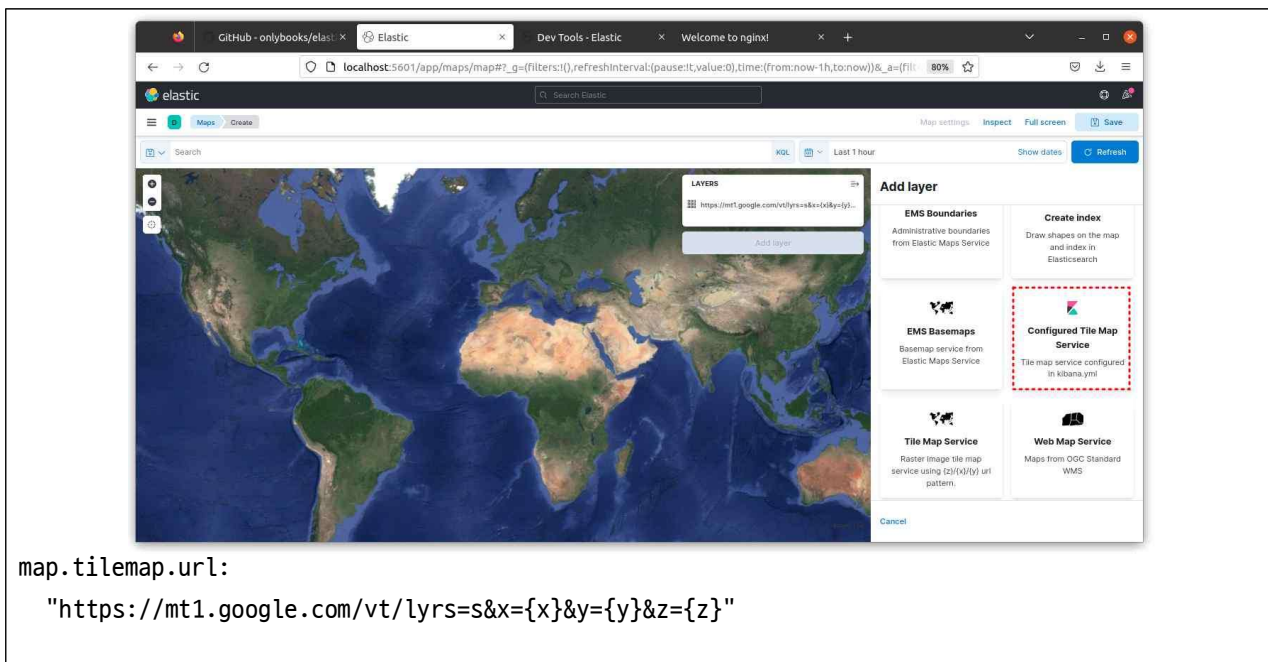 GitHub - onlybooks/elast
Elastic
Dev Tools - Elastic
Welcome to nginx!
localhost:5601/app/maps/map#?_g=(filters:!(),refreshInterval:(pause:!t,value:0),time:(from:now-1h,to:now))&_a=(filt
80%
elastic
Search Elastic
D
Maps
Create
Map settings
Inspect
Full screen
Save
Search
KQL
Last 1 hour
Show dates
Refresh
LAYERS
https://mt1.google.com/vt/lyrs=s&x={x}&y={y}...
Add layer
Add layer
EMS Boundaries
Administrative boundaries
from Elastic Maps Service
Create index
Draw shapes on the map
and index in
Elasticsearch
EMS Basemaps
Basemap service from
Elastic Maps Service
Configured Tile Map
Service
Tile map service configured
in kibana.yml
Tile Map Service
Raster image tile map
service using {z}/{x}/{y} url
pattern.
Web Map Service
Maps from OGC Standard
WMS
Cancel
map.tilemap.url:
"https://mt1.google.com/vt/lyrs=s&x={x}&y={y}&z={z}"